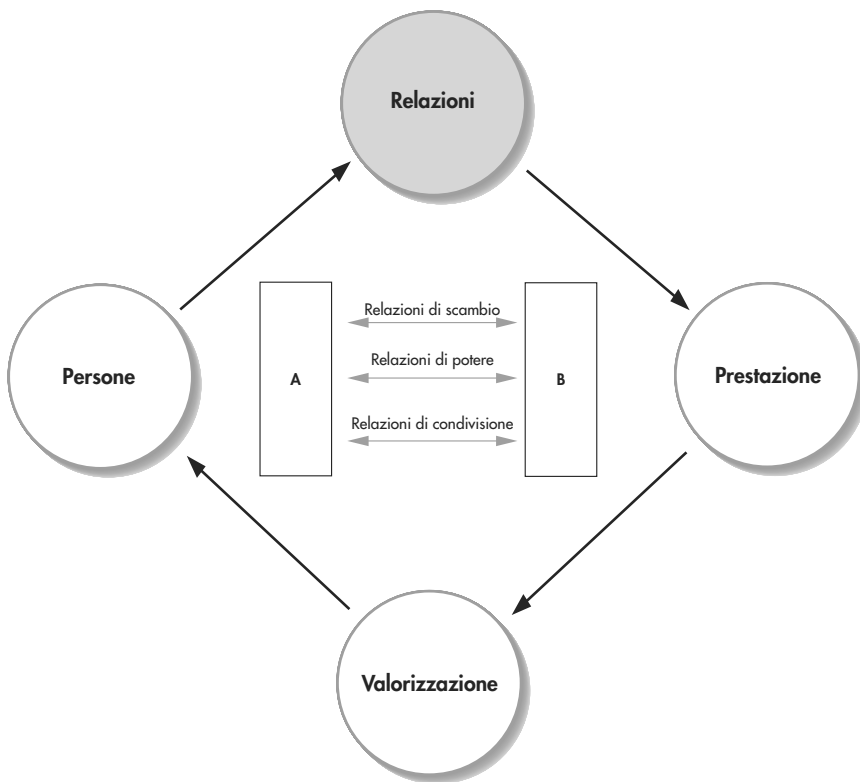 Relazioni
Relazioni di scambio
Relazioni di potere
Persone
A
B
Prestazione
Relazioni di condivisione
Valorizzazione